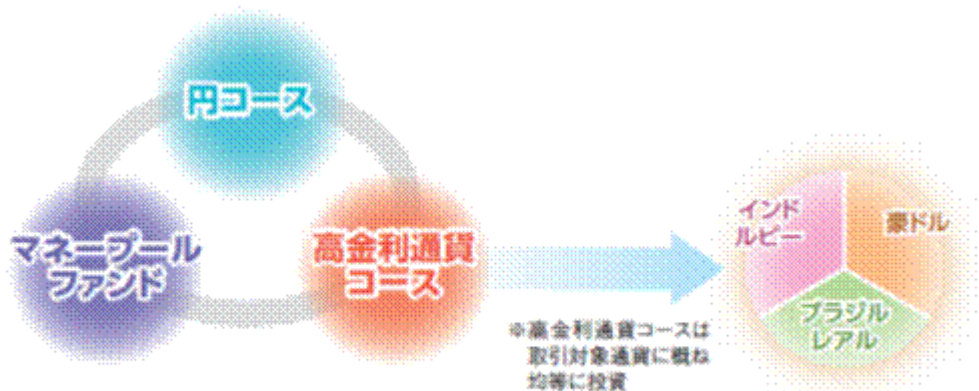 円コース
マネープール
ファンド
高金利通貨
コース
インド
ルピー
豪ドル
ブラジル
レアル
※高金利通貨コースは
取引対象通貨に概ね
均等に投資